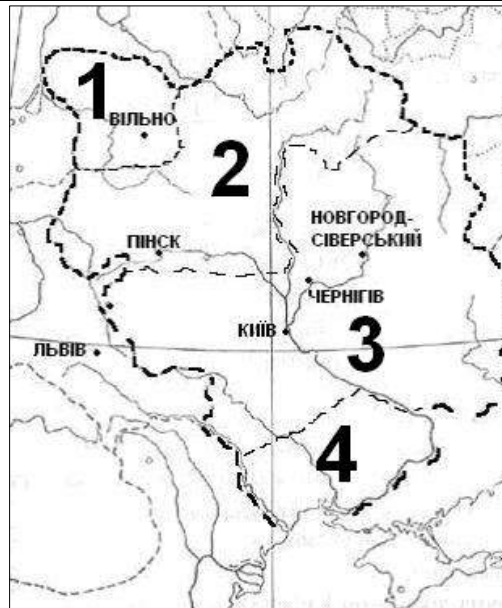 1
ВІЛЬНО
2
НОВГОРОД-
СІВЕРСЬКИЙ
ПІНСК
ЧЕРНІГІВ
КИЇВ
3
ЛЬВІВ
4